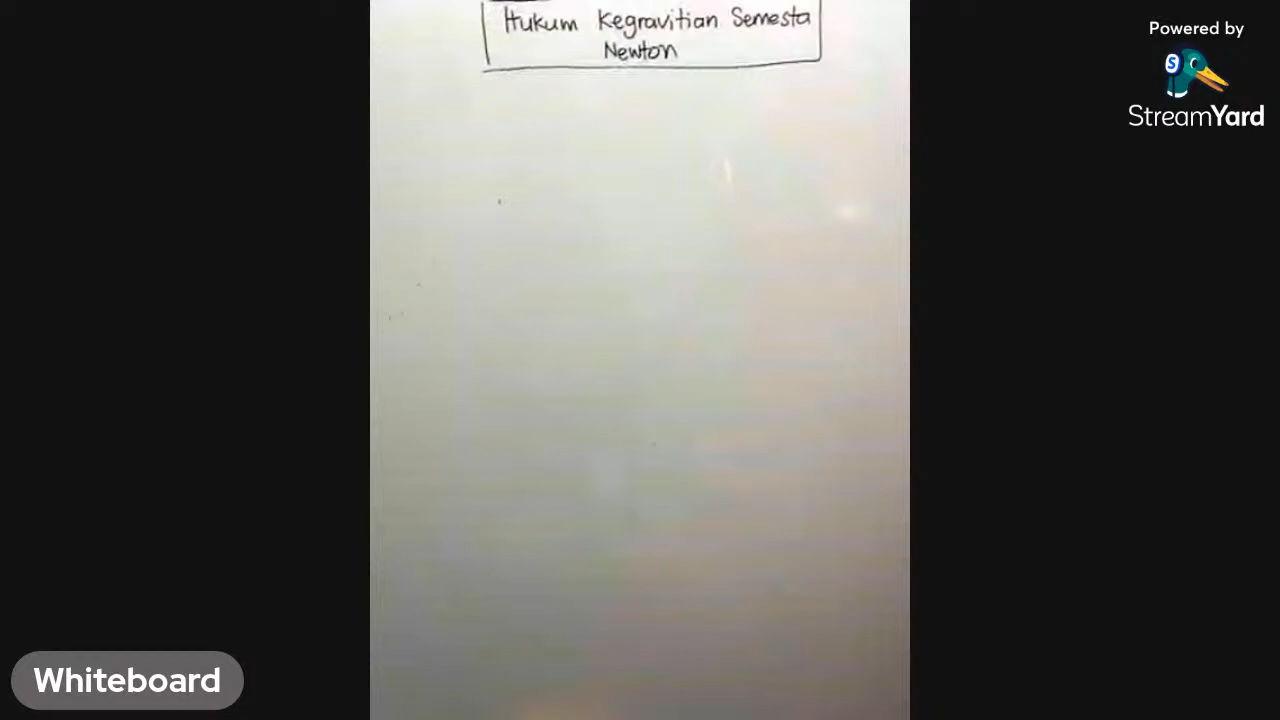 Hukum Kegravitian Semesta
Newton
Powered by
StreamYard
Whiteboard